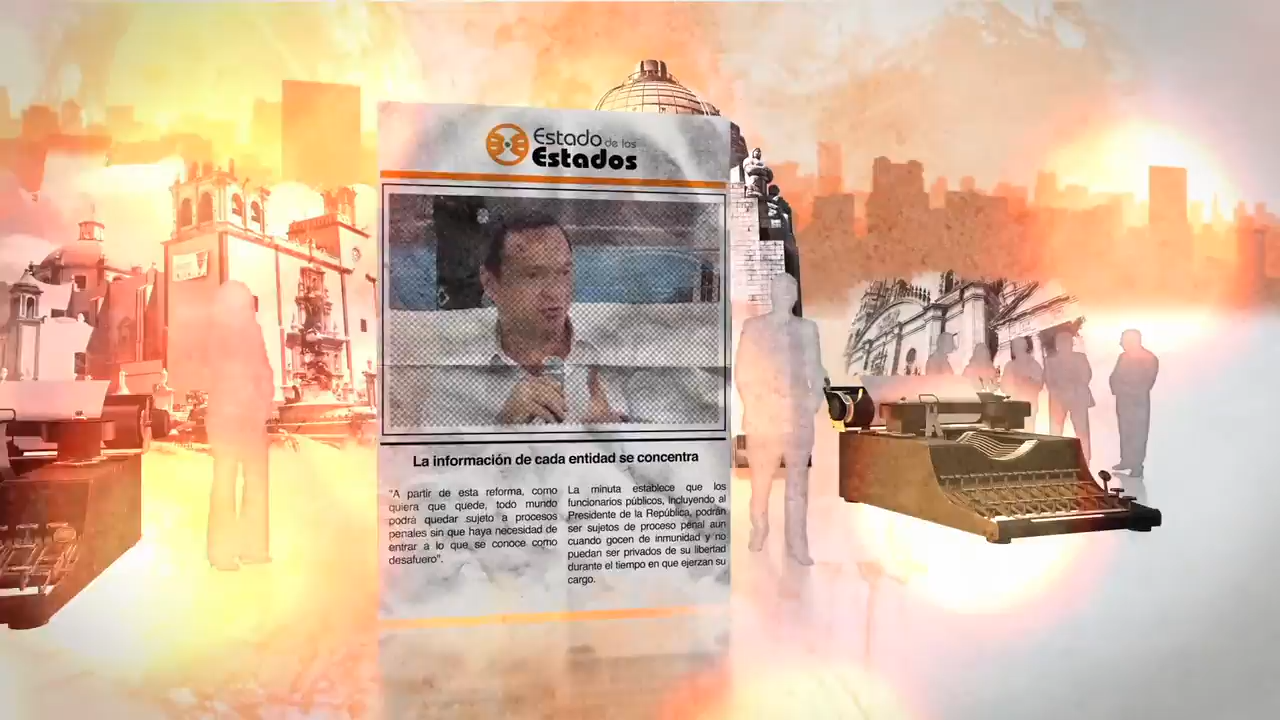 Estado de los
Estados
La información de cada entidad se concentra
"A partir de esta reforma, como
quiera que quede, todo mundo
podrá quedar sujeto a procesos
penales sin que haya necesidad de
entrar a lo que se conoce como
desafuero".
La minuta establece que los
funcionarios públicos, incluyendo al
Presidente de la República, podrán
ser sujetos de proceso penal aun
cuando gocen de inmunidad y no
puedan ser privados de su libertad
durante el tiempo en que ejerzan su
cargo.